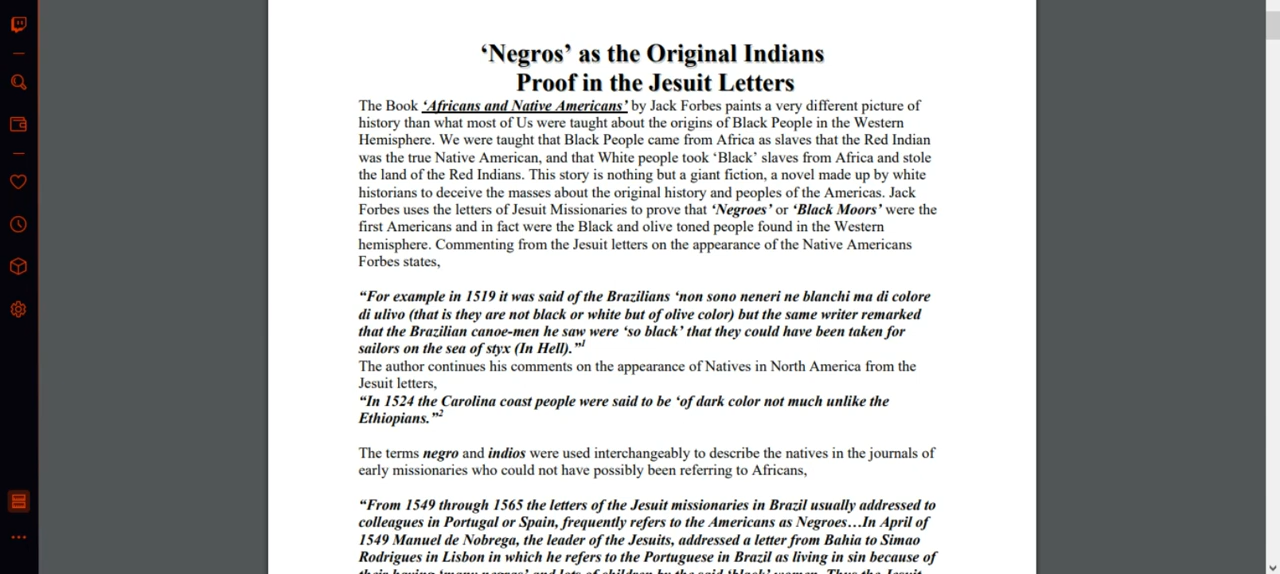 ‘Negros’ as the Original Indians
Proof in the Jesuit Letters
The Book ‘Africans and Native Americans’ by Jack Forbes paints a very different picture of
history than what most of Us were taught about the origins of Black People in the Western
Hemisphere. We were taught that Black People came from Africa as slaves that the Red Indian
was the true Native American, and that White people took ‘Black’ slaves from Africa and stole
the land of the Red Indians. This story is nothing but a giant fiction, a novel made up by white
historians to deceive the masses about the original history and peoples of the Americas. Jack
Forbes uses the letters of Jesuit Missionaries to prove that ‘Negroes’ or ‘Black Moors’ were the
first Americans and in fact were the Black and olive toned people found in the Western
hemisphere. Commenting from the Jesuit letters on the appearance of the Native Americans
Forbes states,
“For example in 1519 it was said of the Brazilians ‘non sono neneri ne blanchi ma di colore
di ulivo (that is they are not black or white but of olive color) but the same writer remarked
that the Brazilian canoe-men he saw were ‘so black’ that they could have been taken for
sailors on the sea of styx (In Hell).”1
The author continues his comments on the appearance of Natives in North America from the
Jesuit letters,
“In 1524 the Carolina coast people were said to be ‘of dark color not much unlike the
Ethiopians.”2
The terms negro and indios were used interchangeably to describe the natives in the journals of
early missionaries who could not have possibly been referring to Africans,
“From 1549 through 1565 the letters of the Jesuit missionaries in Brazil usually addressed to
colleagues in Portugal or Spain, frequently refers to the Americans as Negroes…In April of
1549 Manuel de Nobrega, the leader of the Jesuits, addressed a letter from Bahia to Simao
Rodrigues in Lisbon in which he refers to the Portuguese in Brazil as living in sin because of
their having ‘many negros’ and lots of children by the said ‘black’ women. Thus the Jesuit